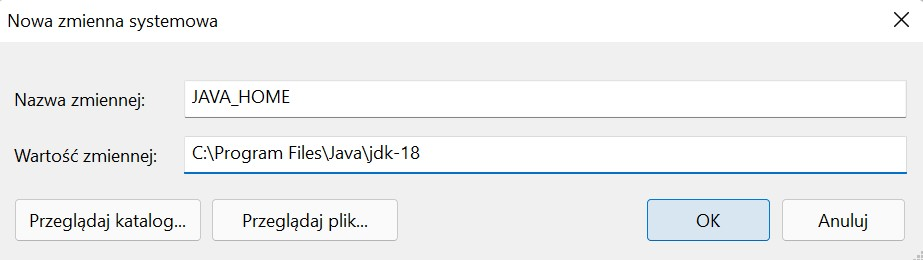 Nowa zmienna systemowa
Nazwa zmiennej: JAVA_HOME
Wartość zmiennej: C:\Program Files\Java\jdk-18
Przeglądaj katalog... Przeglądaj plik... OK Anuluj